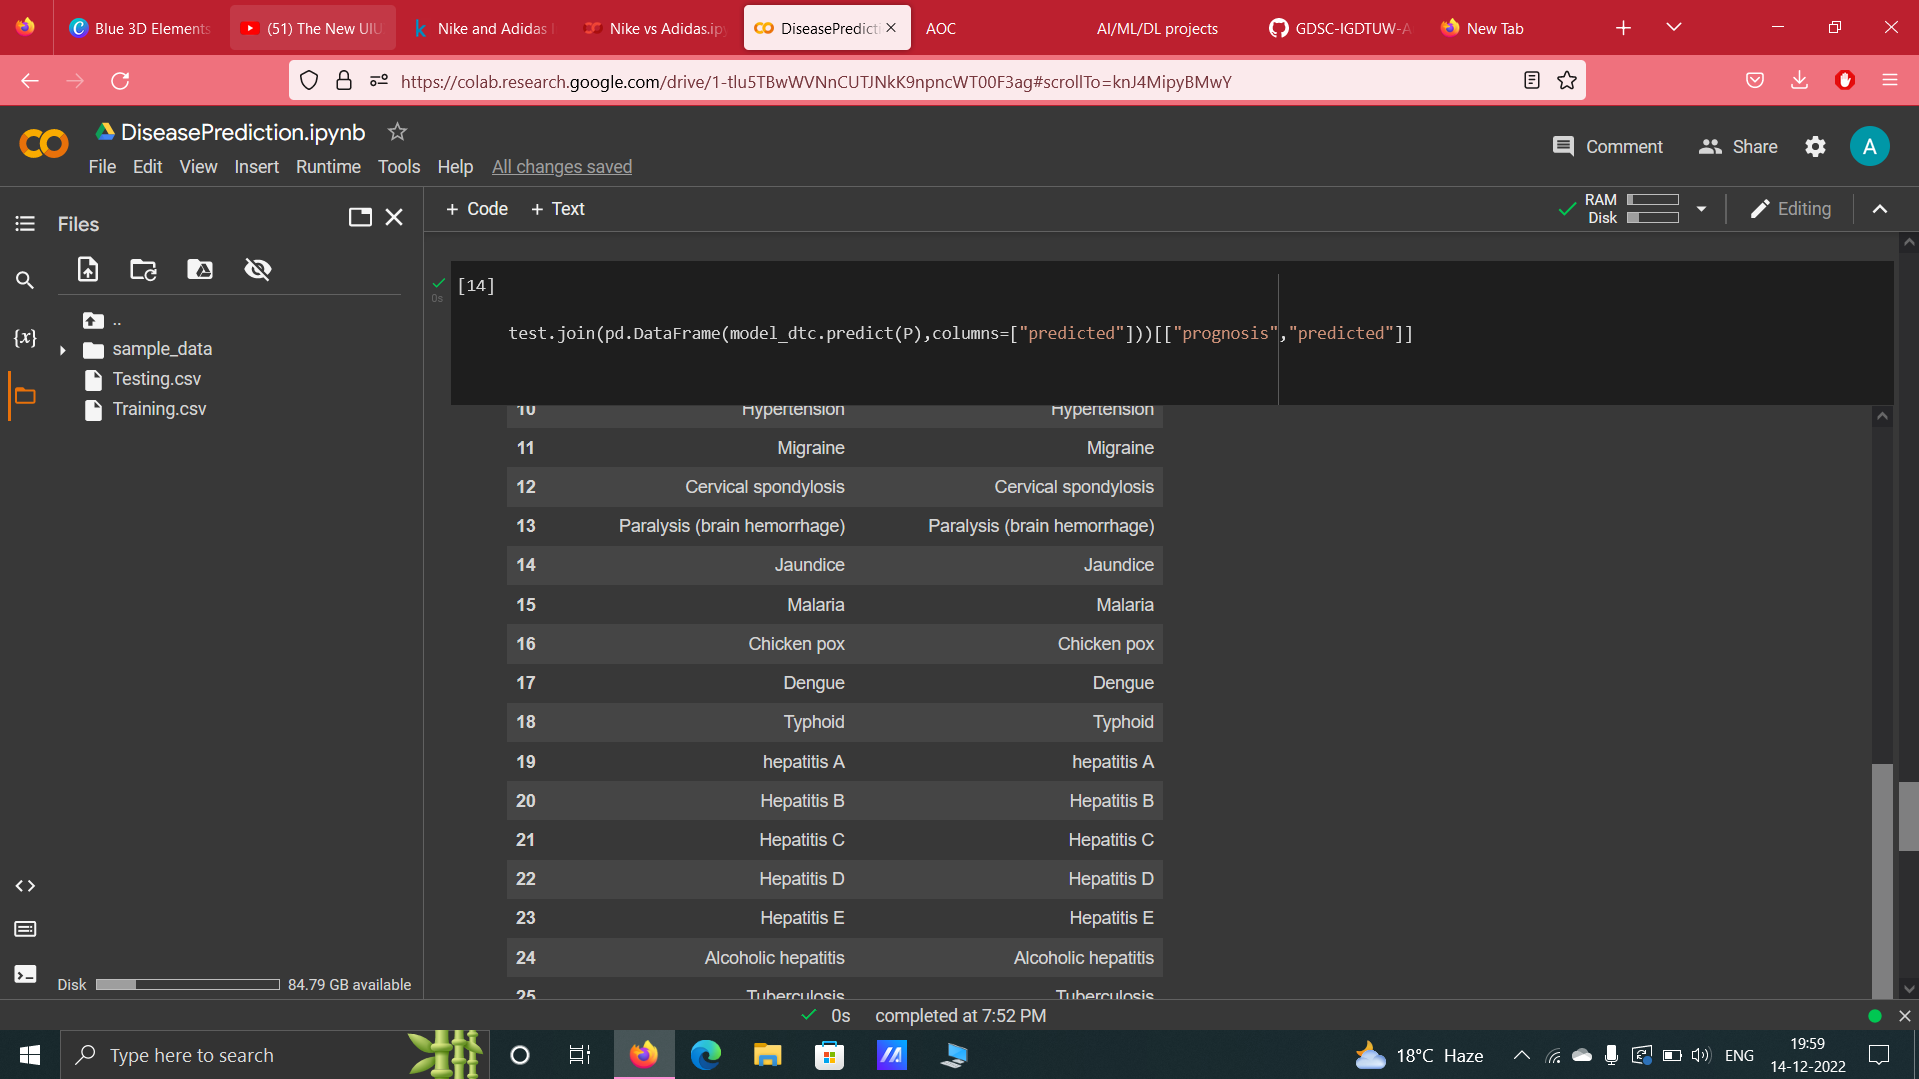 Blue 3D Elements
(51) The New UIU
Nike and Adidas
Nike vs Adidas.ipy
DiseasePredicti
AOC
AI/ML/DL projects
GDSC-IGDTUW-A
New Tab
https://colab.research.google.com/drive/1-tlu5TBwWVNnCUTJNkK9npncWT00F3ag#scrollTo=knJ4MipyBMwY
DiseasePrediction.ipynb
File Edit View Insert Runtime Tools Help All changes saved
Comment Share A
Files
+ Code + Text
RAM
Disk
Editing
{x}
..
sample_data
Testing.csv
Training.csv
0s
[14]
test.join(pd.DataFrame(model_dtc.predict(P),columns=["predicted"]))[["prognosis","predicted"]]
10 Hypertension Hypertension
11 Migraine Migraine
12 Cervical spondylosis Cervical spondylosis
13 Paralysis (brain hemorrhage) Paralysis (brain hemorrhage)
14 Jaundice Jaundice
15 Malaria Malaria
16 Chicken pox Chicken pox
17 Dengue Dengue
18 Typhoid Typhoid
19 hepatitis A hepatitis A
20 Hepatitis B Hepatitis B
21 Hepatitis C Hepatitis C
22 Hepatitis D Hepatitis D
23 Hepatitis E Hepatitis E
24 Alcoholic hepatitis Alcoholic hepatitis
25 Tuberculosis Tuberculosis
Disk 84.79 GB available
0s completed at 7:52 PM
Type here to search
18°C Haze
ENG
19:59
14-12-2022